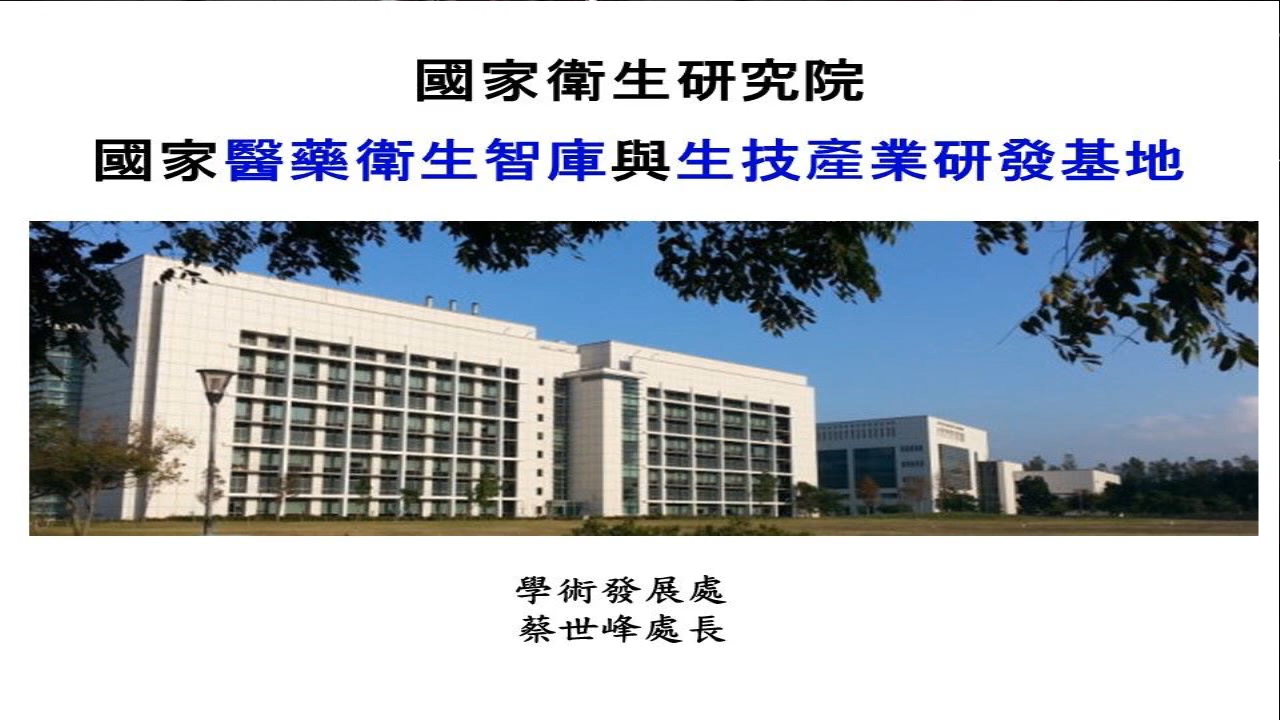 國家衛生研究院
國家醫藥衛生智庫與生技產業研發基地
學術發展處
蔡世峰處長